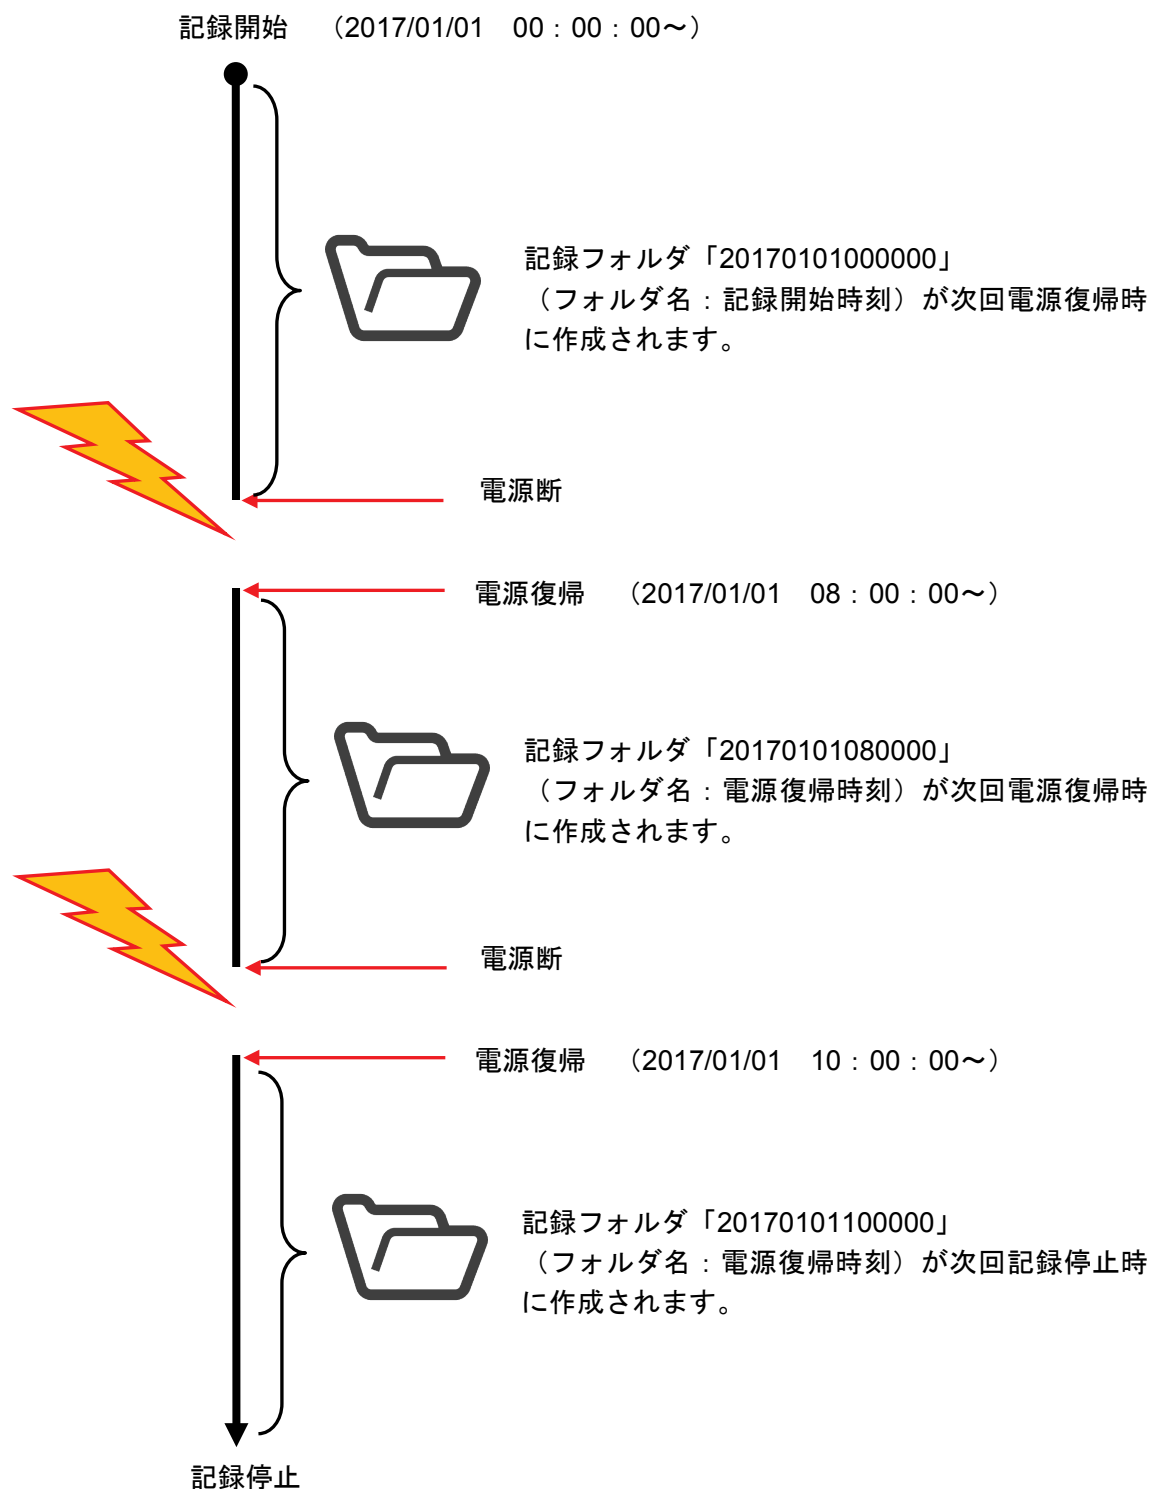 記録開始　（2017/01/01　00：00：00～）
記録フォルダ「20170101000000」
（フォルダ名：記録開始時刻）が次回電源復帰時
に作成されます。
電源断
電源復帰　（2017/01/01　08：00：00～）
記録フォルダ「20170101080000」
（フォルダ名：電源復帰時刻）が次回電源復帰時
に作成されます。
電源断
電源復帰　（2017/01/01　10：00：00～）
記録フォルダ「20170101100000」
（フォルダ名：電源復帰時刻）が次回記録停止時
に作成されます。
記録停止